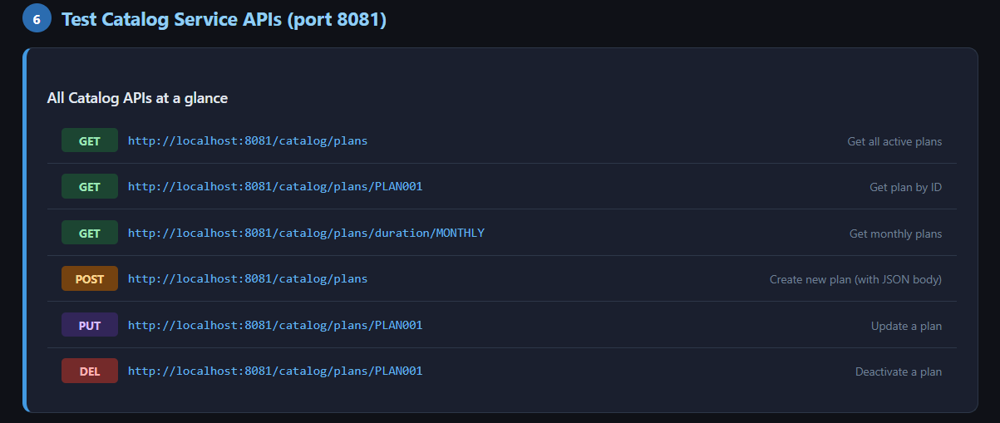 6 Test Catalog Service APIs (port 8081)
All Catalog APIs at a glance
GET http://localhost:8081/catalog/plans Get all active plans
GET http://localhost:8081/catalog/plans/PLAN001 Get plan by ID
GET http://localhost:8081/catalog/plans/duration/MONTHLY Get monthly plans
POST http://localhost:8081/catalog/plans Create new plan (with JSON body)
PUT http://localhost:8081/catalog/plans/PLAN001 Update a plan
DEL http://localhost:8081/catalog/plans/PLAN001 Deactivate a plan